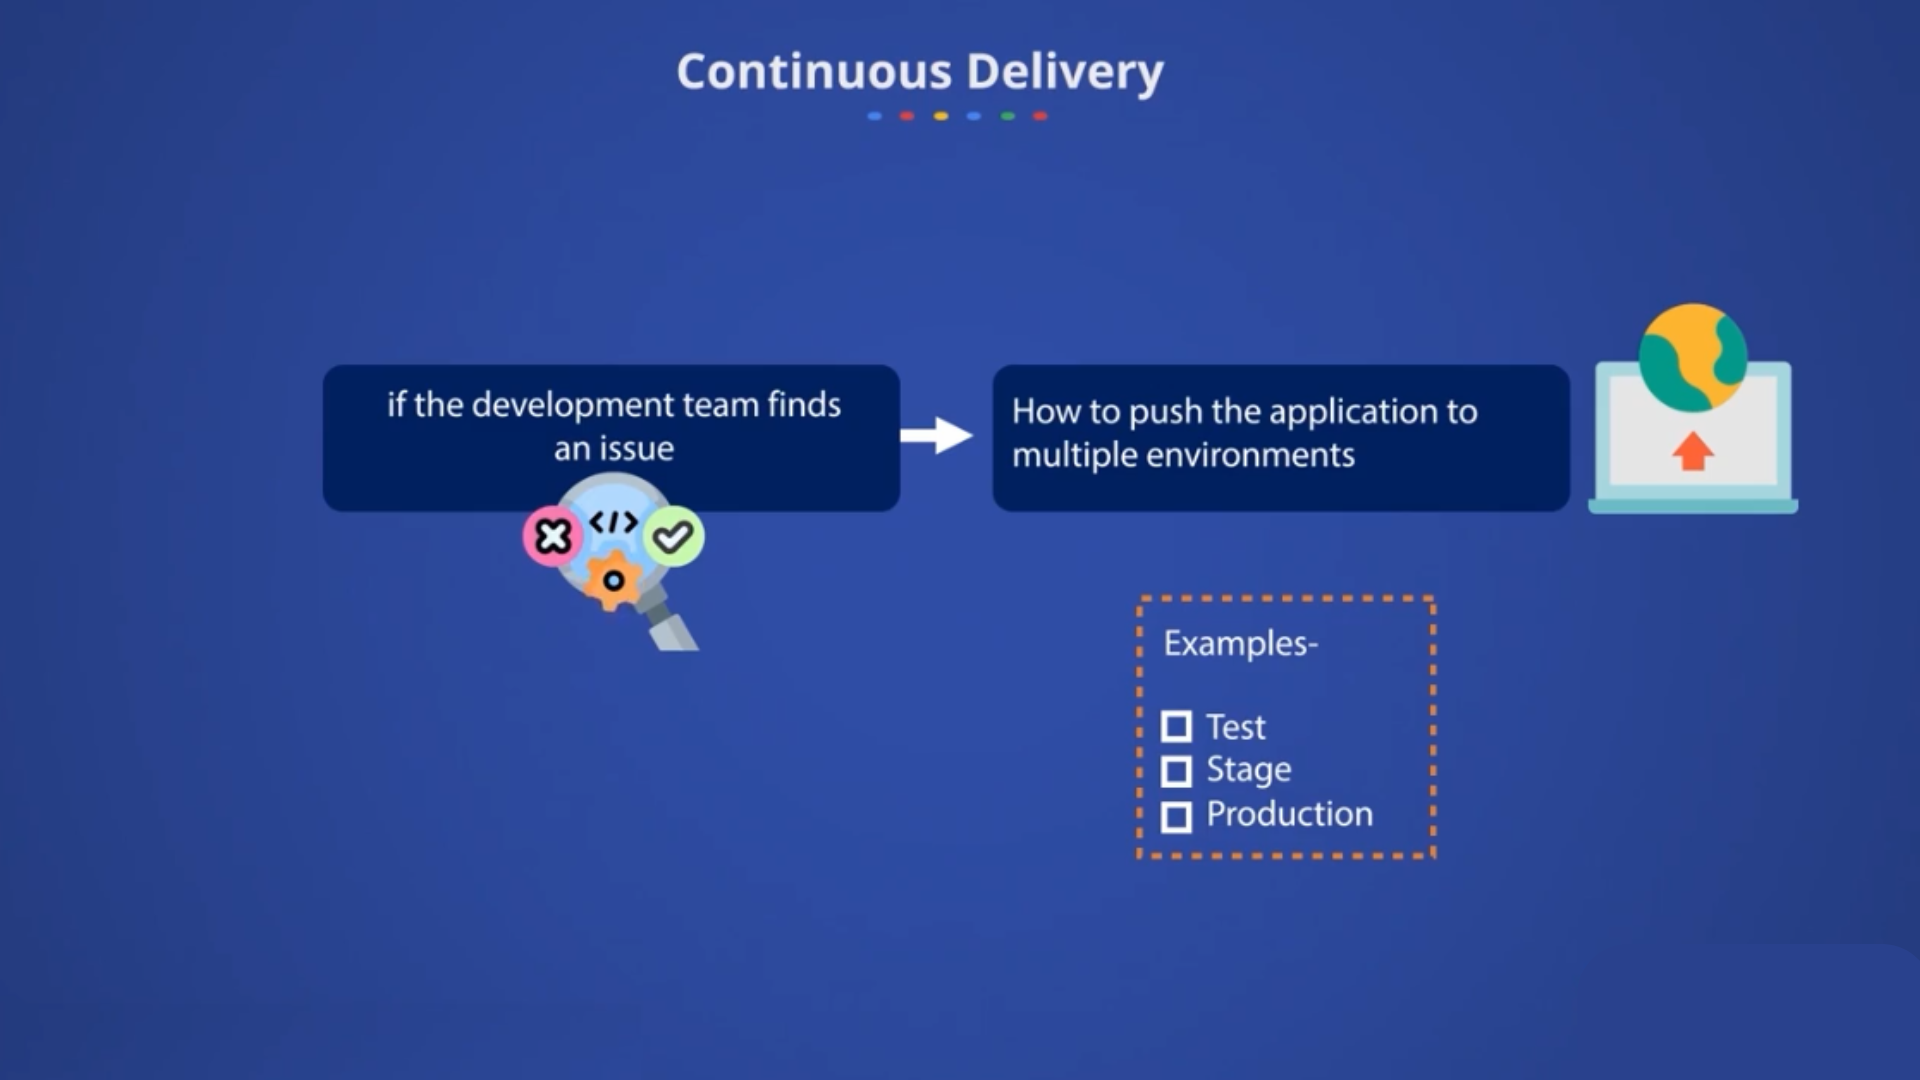 Continuous Delivery
if the development team finds
an issue
How to push the application to
multiple environments
</>
Examples-
Test
Stage
Production